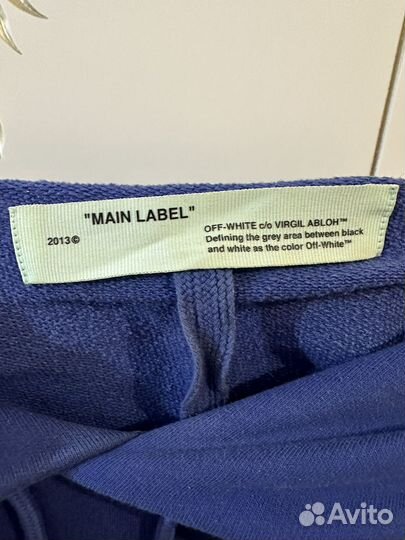 "MAIN LABEL"
2013©
OFF-WHITE c/o VIRGIL ABLOH™
Defining the grey area between black
and white as the color Off-White™
Avito